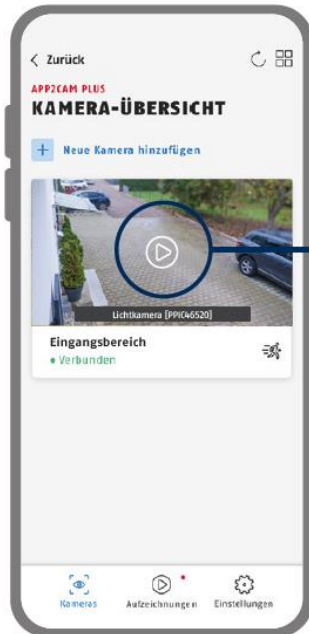 Zurück
APP2CAM PLUS
KAMERA-ÜBERSICHT
+ Neue Kamera hinzufügen
Lichtkamera [PPIC46520]
Eingangsbereich
• Verbunden
Kameras Aufzeichnungen Einstellungen